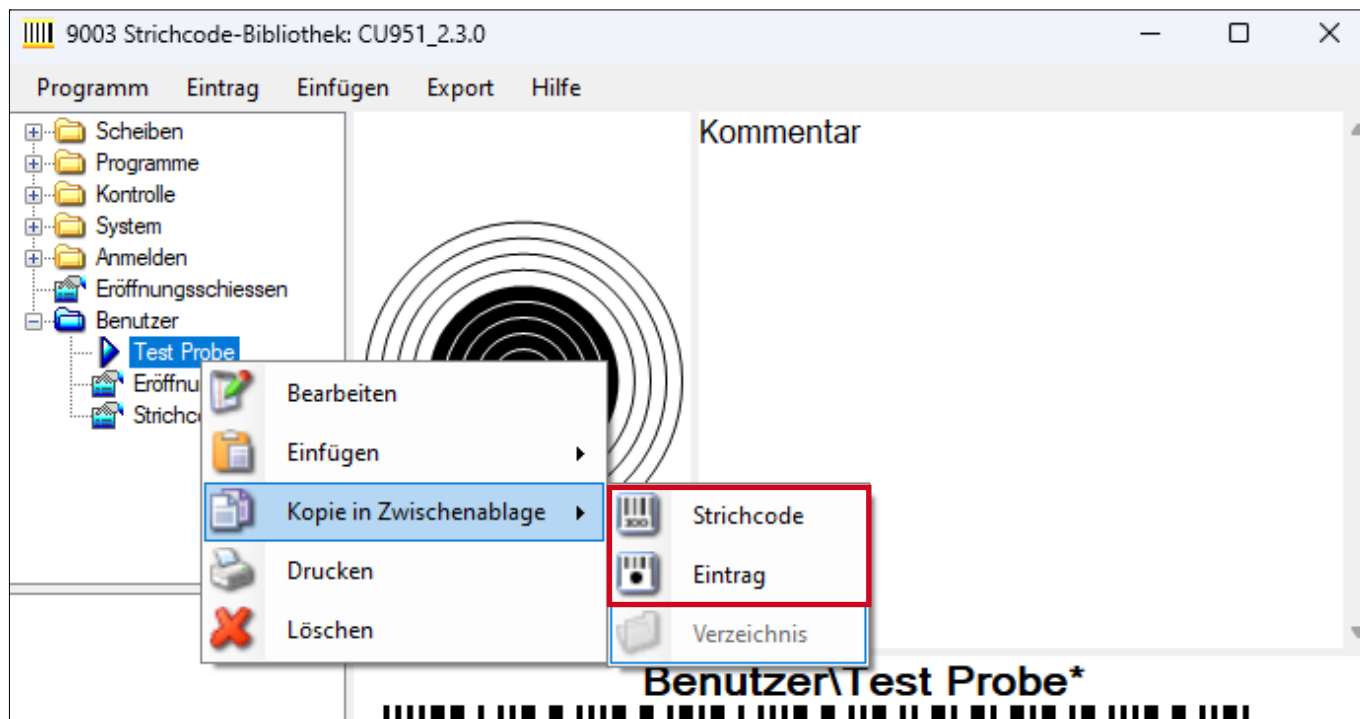 9003 Strichcode-Bibliothek: CU951_2.3.0
Programm Eintrag Einfügen Export Hilfe
Scheiben
Programme
Kontrolle
System
Anmelden
Eröffnungsschiessen
Benutzer
Test Probe
Kommentar
Bearbeiten
Einfügen
Kopie in Zwischenablage
Drucken
Löschen
Strichcode
Eintrag
Verzeichnis
Benutzer\Test Probe*